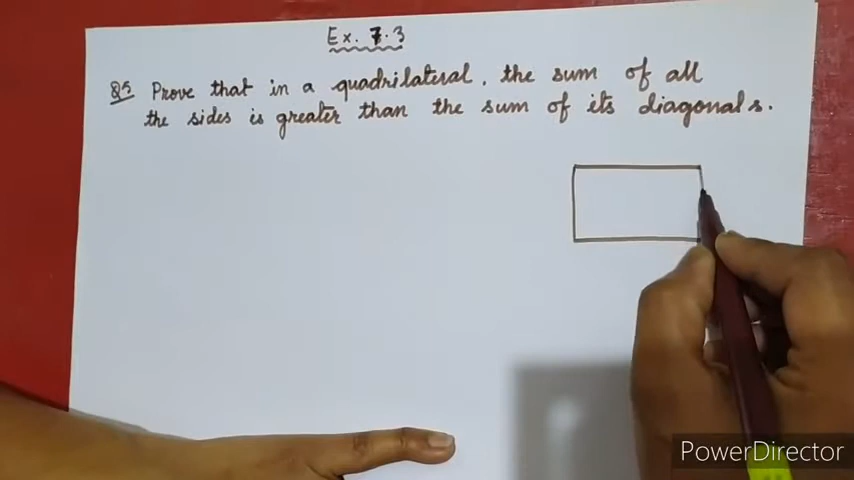 Ex. 7.3
Q5. Prove that in a quadrilateral, the sum of all
the sides is greater than the sum of its diagonals.
PowerDirector